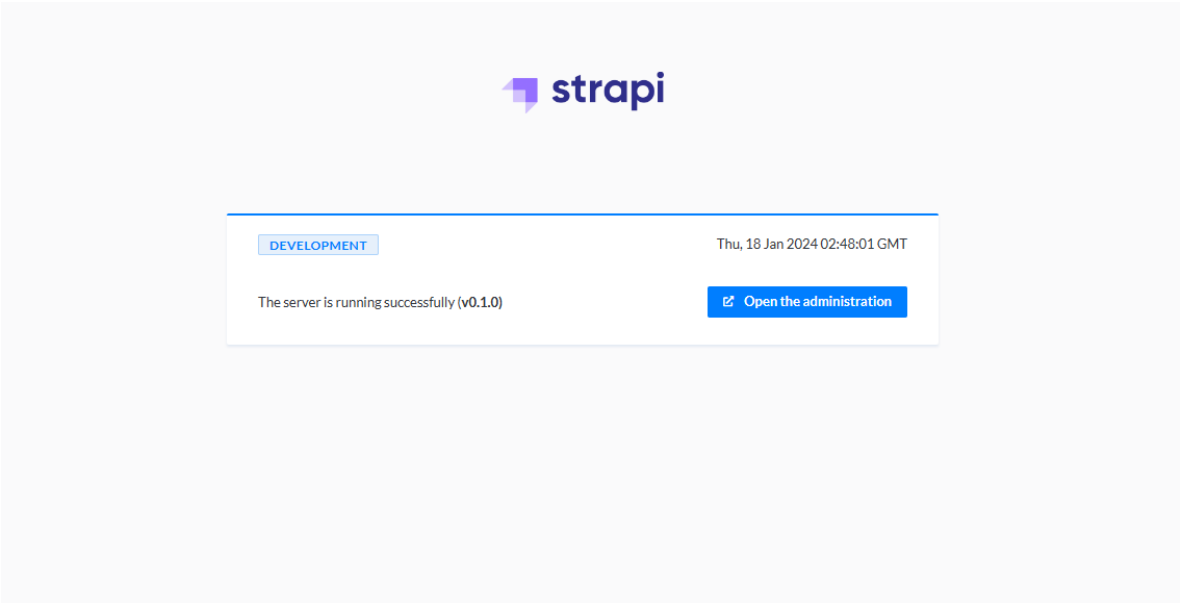 strapi
DEVELOPMENT
Thu, 18 Jan 2024 02:48:01 GMT
The server is running successfully (v0.1.0)
Open the administration